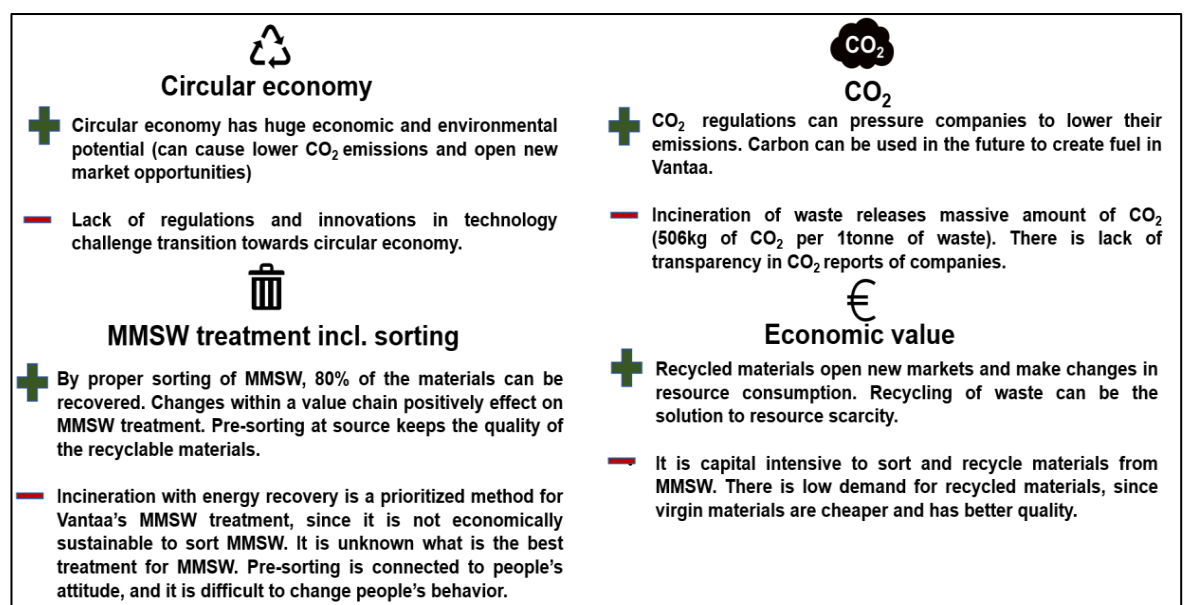 Circular economy
Circular economy has huge economic and environmental
potential (can cause lower CO₂ emissions and open new
market opportunities)
Lack of regulations and innovations in technology
challenge transition towards circular economy.
MMSW treatment incl. sorting
By proper sorting of MMSW, 80% of the materials can be
recovered. Changes within a value chain positively effect on
MMSW treatment. Pre-sorting at source keeps the quality of
the recyclable materials.
Incineration with energy recovery is a prioritized method for
Vantaa's MMSW treatment, since it is not economically
sustainable to sort MMSW. It is unknown what is the best
treatment for MMSW. Pre-sorting is connected to people's
attitude, and it is difficult to change people's behavior.
CO₂
CO₂
CO₂ regulations can pressure companies to lower their
emissions. Carbon can be used in the future to create fuel in
Vantaa.
Incineration of waste releases massive amount of CO₂
(506kg of CO₂ per 1tonne of waste). There is lack of
transparency in CO₂ reports of companies.
€
Economic value
Recycled materials open new markets and make changes in
resource consumption. Recycling of waste can be the
solution to resource scarcity.
It is capital intensive to sort and recycle materials from
MMSW. There is low demand for recycled materials, since
virgin materials are cheaper and has better quality.